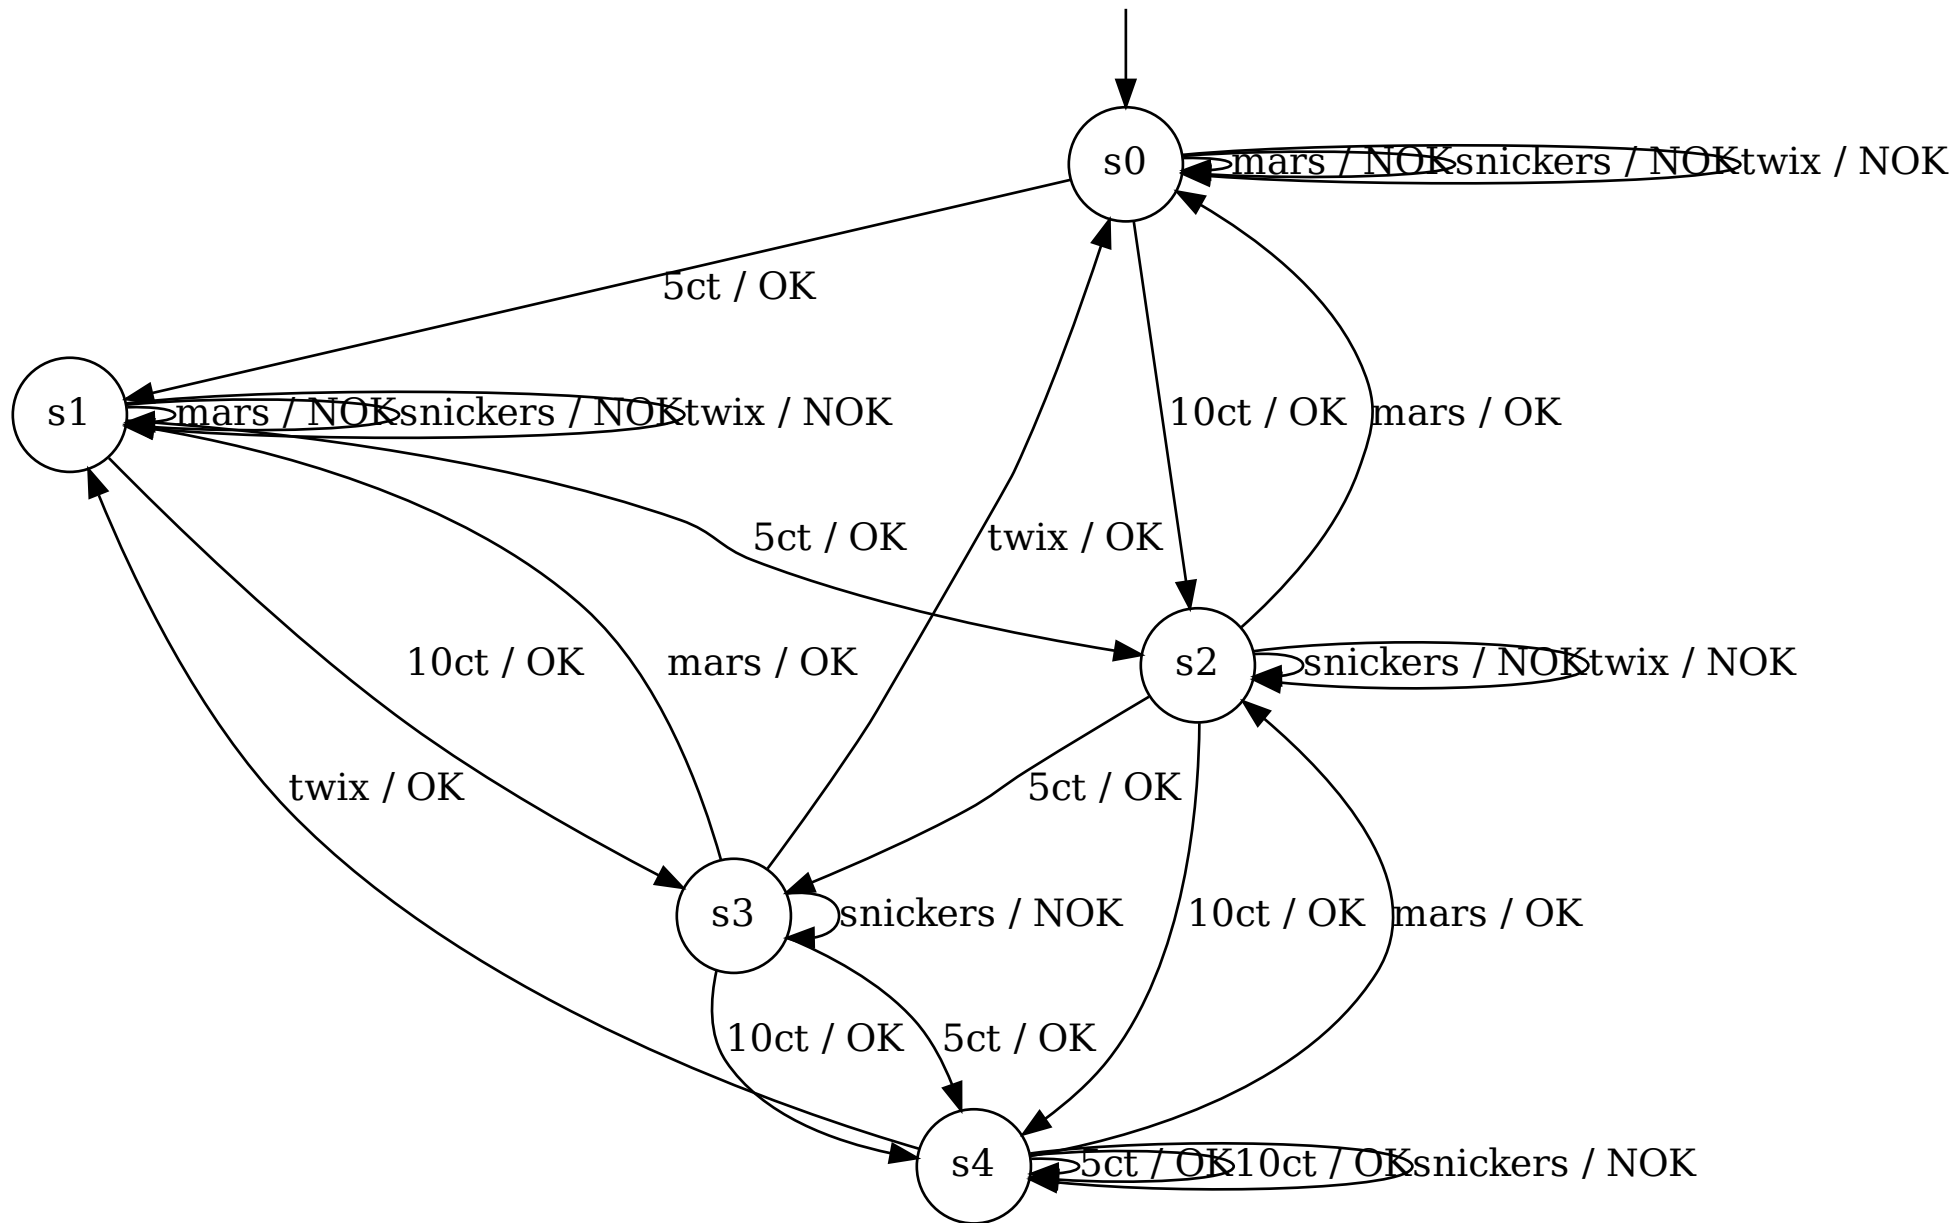 s0
mars / NOK
snickers / NOK
twix / NOK
5ct / OK
s1
mars / NOK
snickers / NOK
twix / NOK
10ct / OK
mars / OK
5ct / OK
twix / OK
10ct / OK
mars / OK
s2
snickers / NOK
twix / NOK
twix / OK
5ct / OK
s3
snickers / NOK
10ct / OK
mars / OK
10ct / OK
5ct / OK
s4
5ct / OK
10ct / OK
snickers / NOK